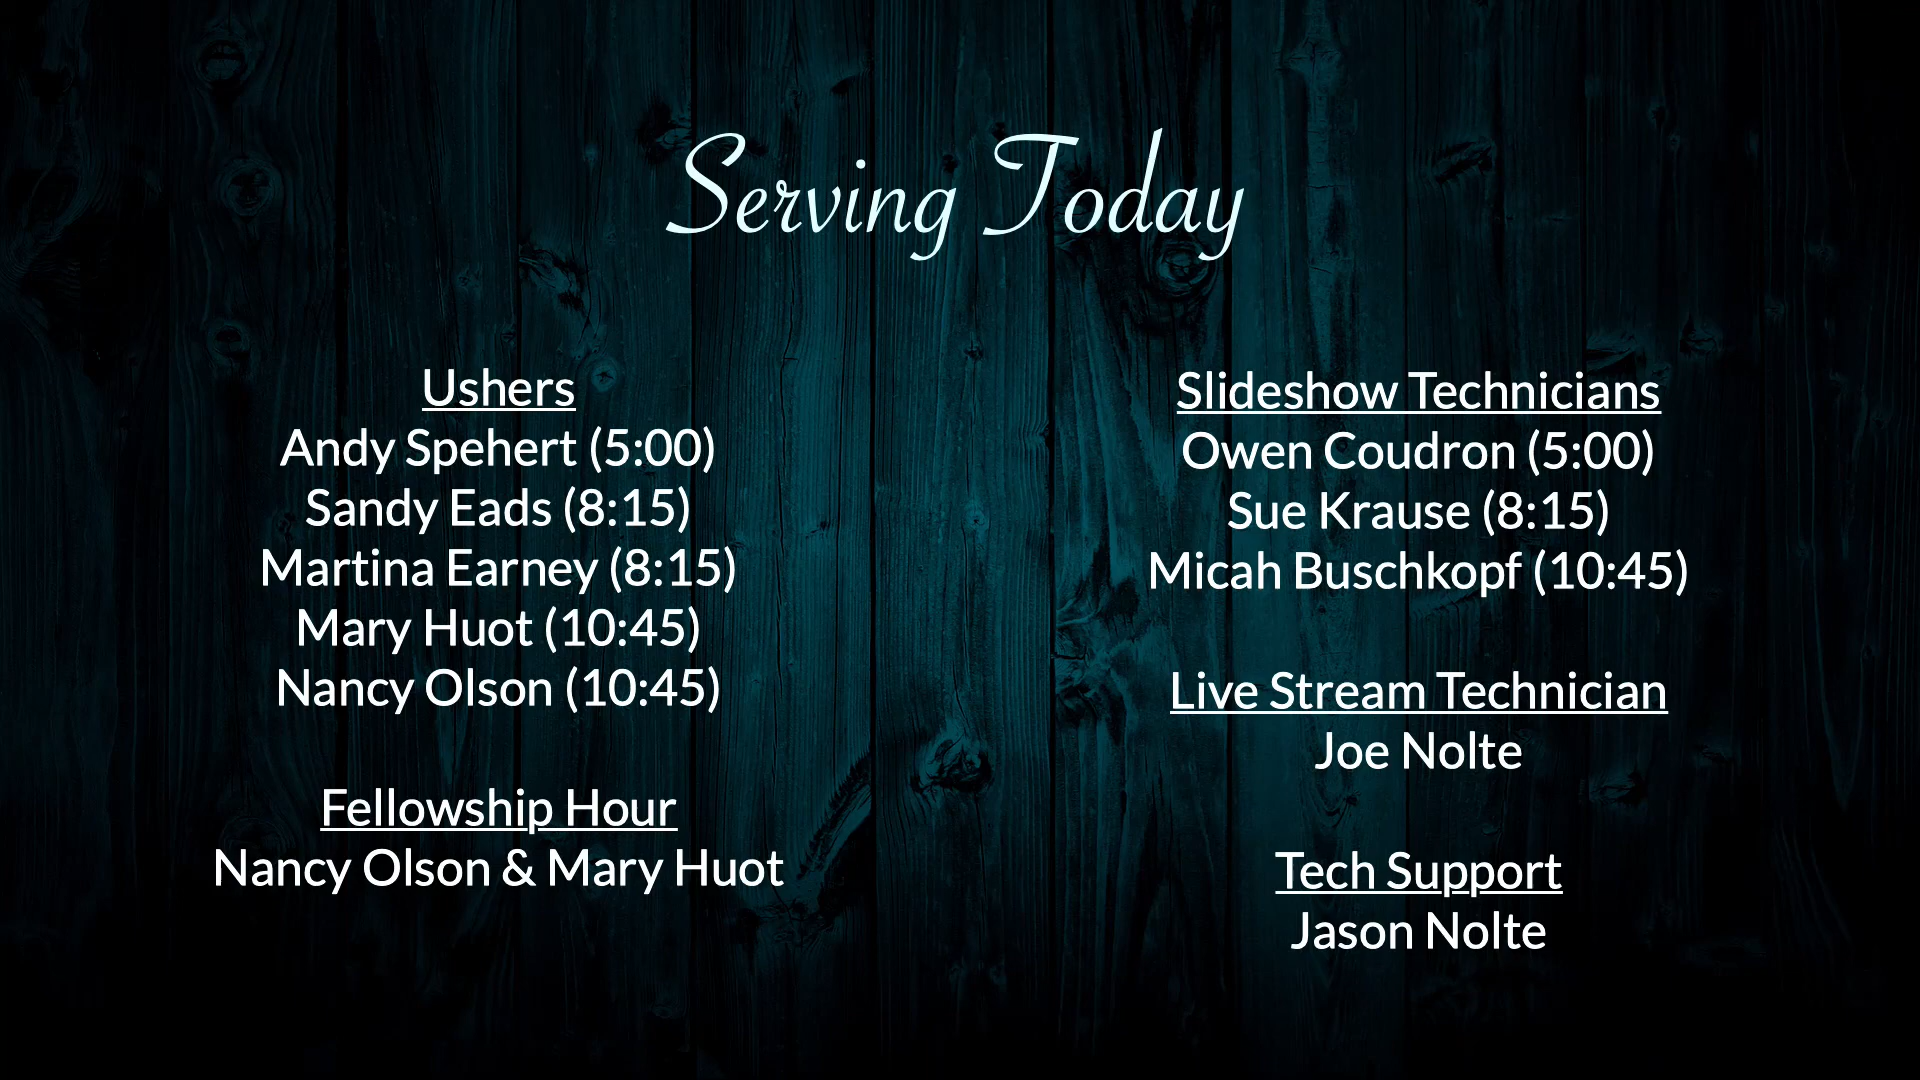 Serving Today
Ushers
Andy Spehert (5:00)
Sandy Eads (8:15)
Martina Earney (8:15)
Mary Huot (10:45)
Nancy Olson (10:45)
Fellowship Hour
Nancy Olson & Mary Huot
Slideshow Technicians
Owen Coudron (5:00)
Sue Krause (8:15)
Micah Buschkopf (10:45)
Live Stream Technician
Joe Nolte
Tech Support
Jason Nolte